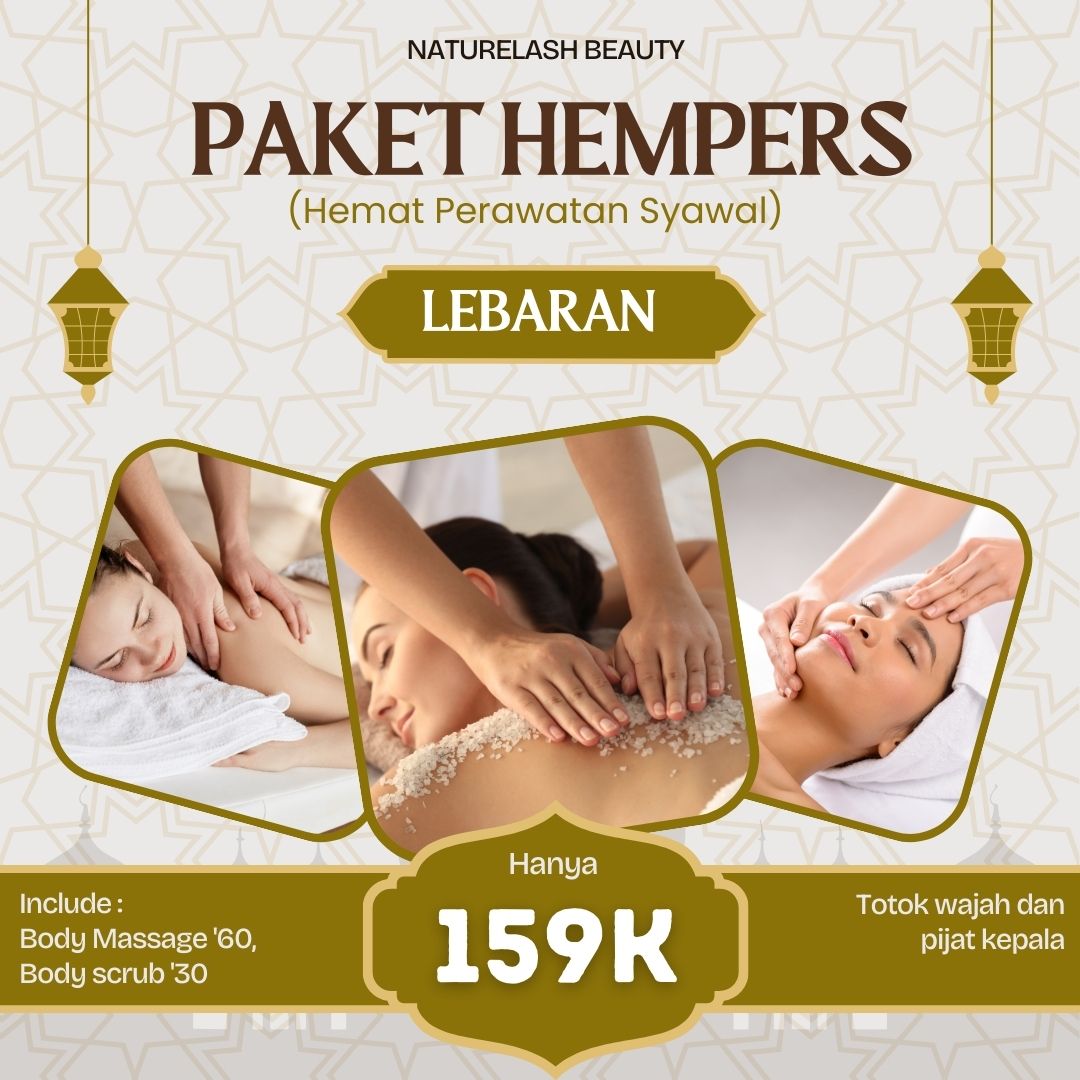 NATURELASH BEAUTY
PAKET HEMPERS
(Hemat Perawatan Syawal)
LEBARAN
Hanya
159K
Include :
Body Massage '60,
Body scrub '30
Totok wajah dan
pijat kepala